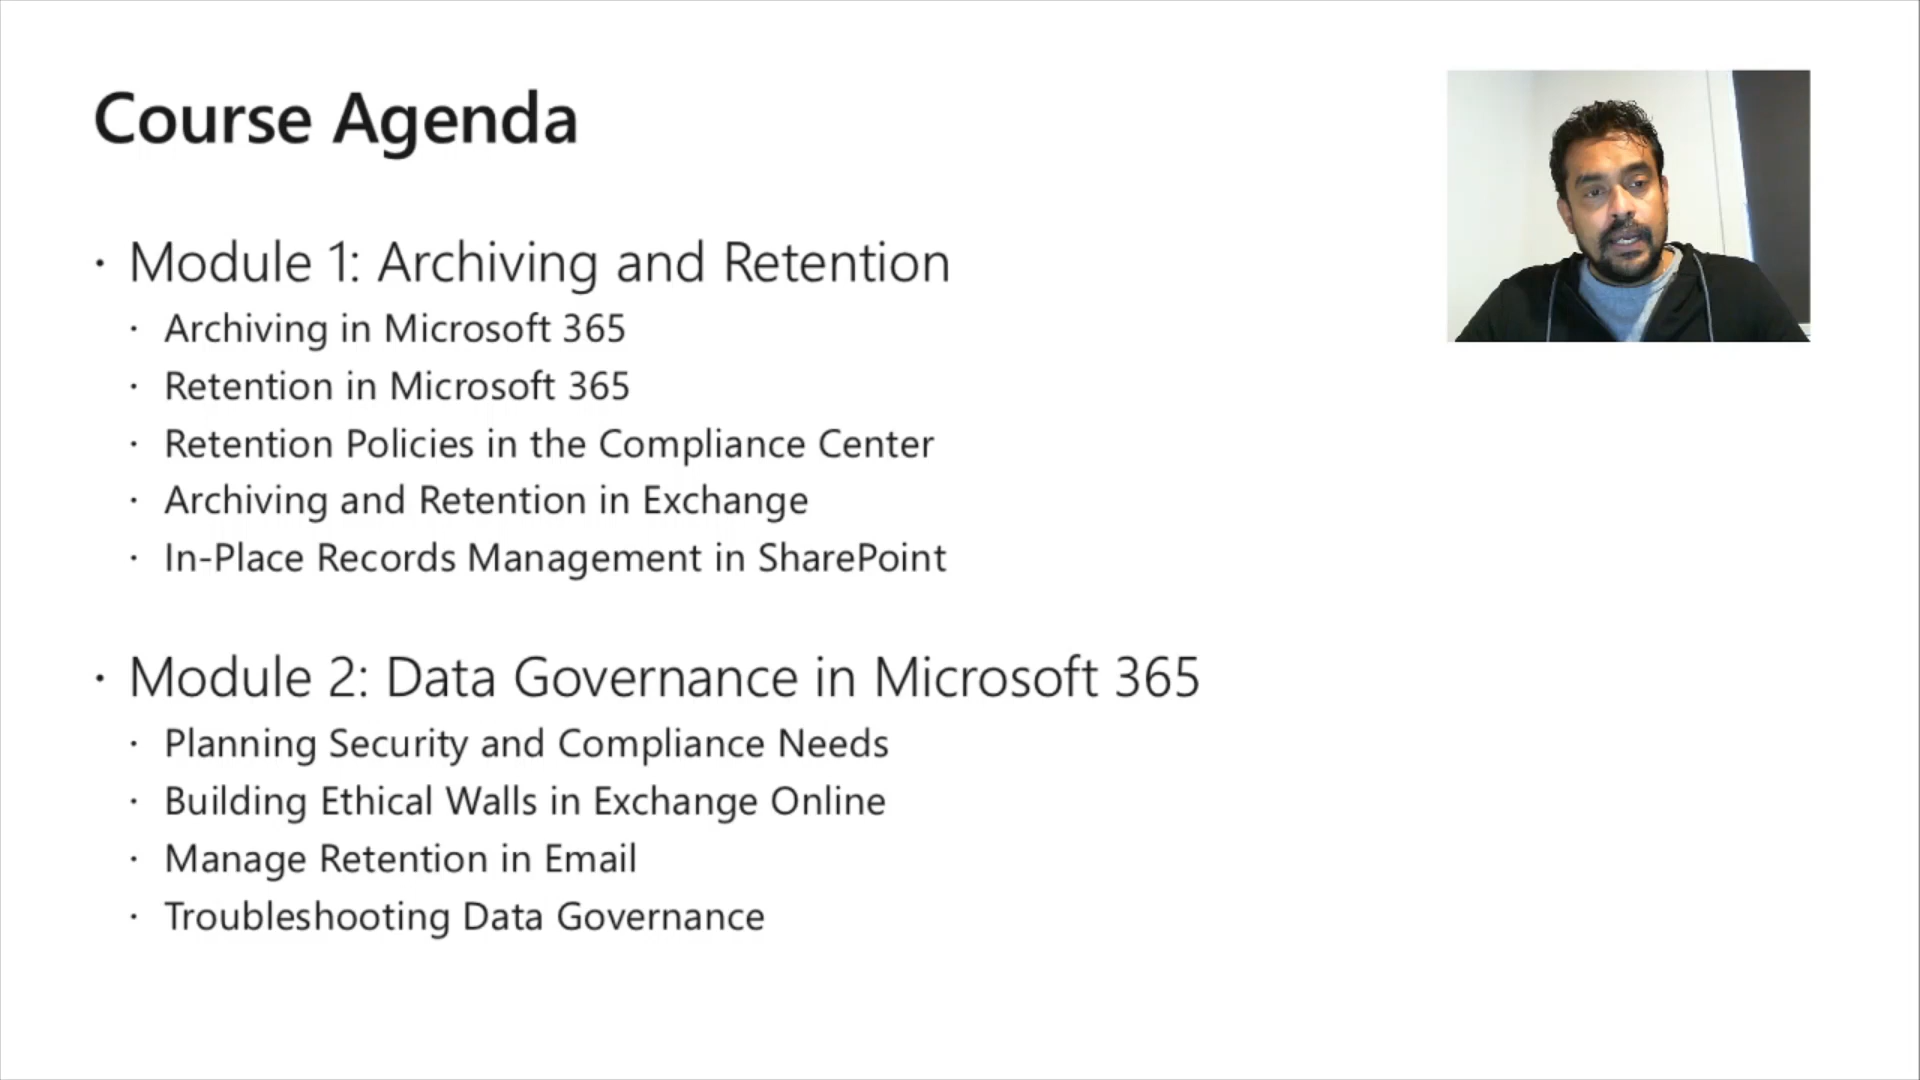 Course Agenda
· Module 1: Archiving and Retention
· Archiving in Microsoft 365
· Retention in Microsoft 365
· Retention Policies in the Compliance Center
· Archiving and Retention in Exchange
· In-Place Records Management in SharePoint
· Module 2: Data Governance in Microsoft 365
· Planning Security and Compliance Needs
· Building Ethical Walls in Exchange Online
· Manage Retention in Email
· Troubleshooting Data Governance